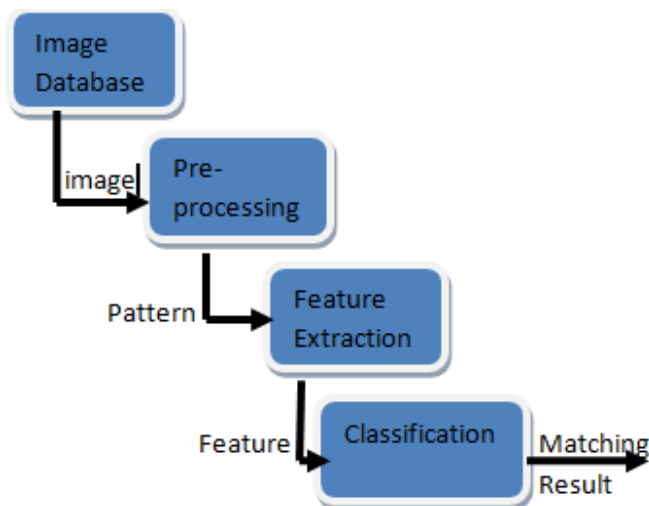 Image
Database
image
Pre-
processing
Pattern
Feature
Extraction
Feature
Classification
Matching
Result